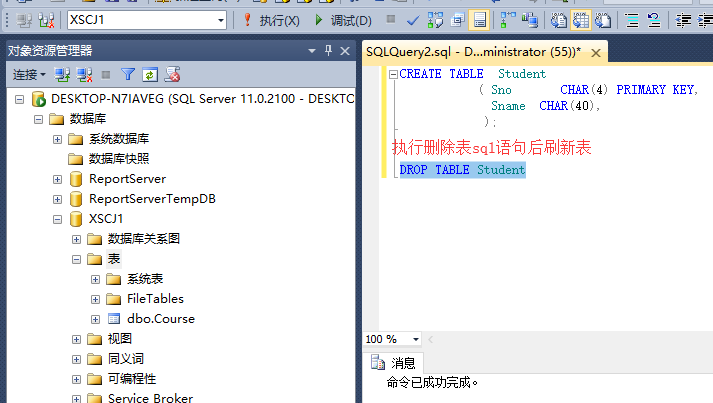 XSCJ1
执行(X)
调试(D)
对象资源管理器
连接
DESKTOP-N7IAVEG (SQL Server 11.0.2100 - DESKTC
数据库
系统数据库
数据库快照
ReportServer
ReportServerTempDB
XSCJ1
数据库关系图
表
系统表
FileTables
dbo.Course
视图
同义词
可编程性
Service Broker
SQLQuery2.sql - D...ministrator (55))*
CREATE TABLE Student
( Sno CHAR(4) PRIMARY KEY,
Sname CHAR(40),
);
执行删除表sql语句后刷新表
DROP TABLE Student
100 %
消息
命令已成功完成。